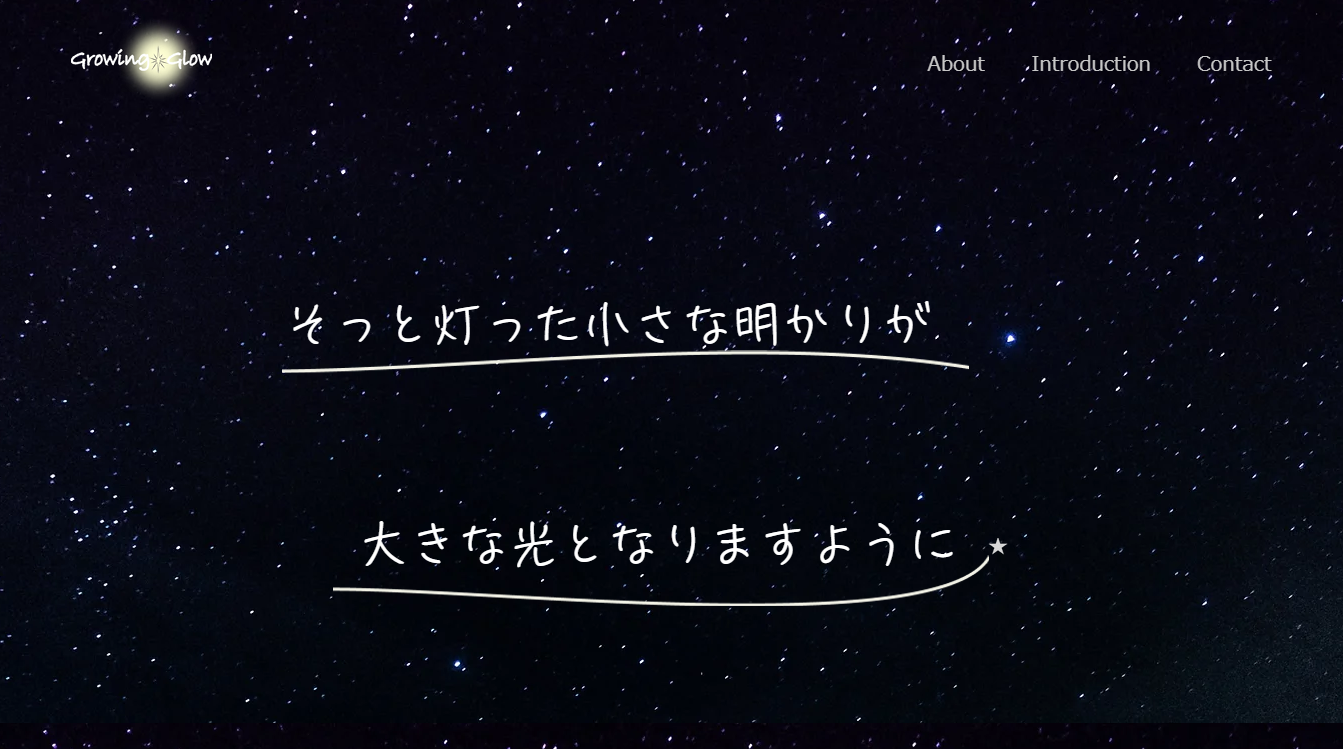 Growing Glow
About Introduction Contact
そっと灯った小さな明かりが
大きな光となりますように